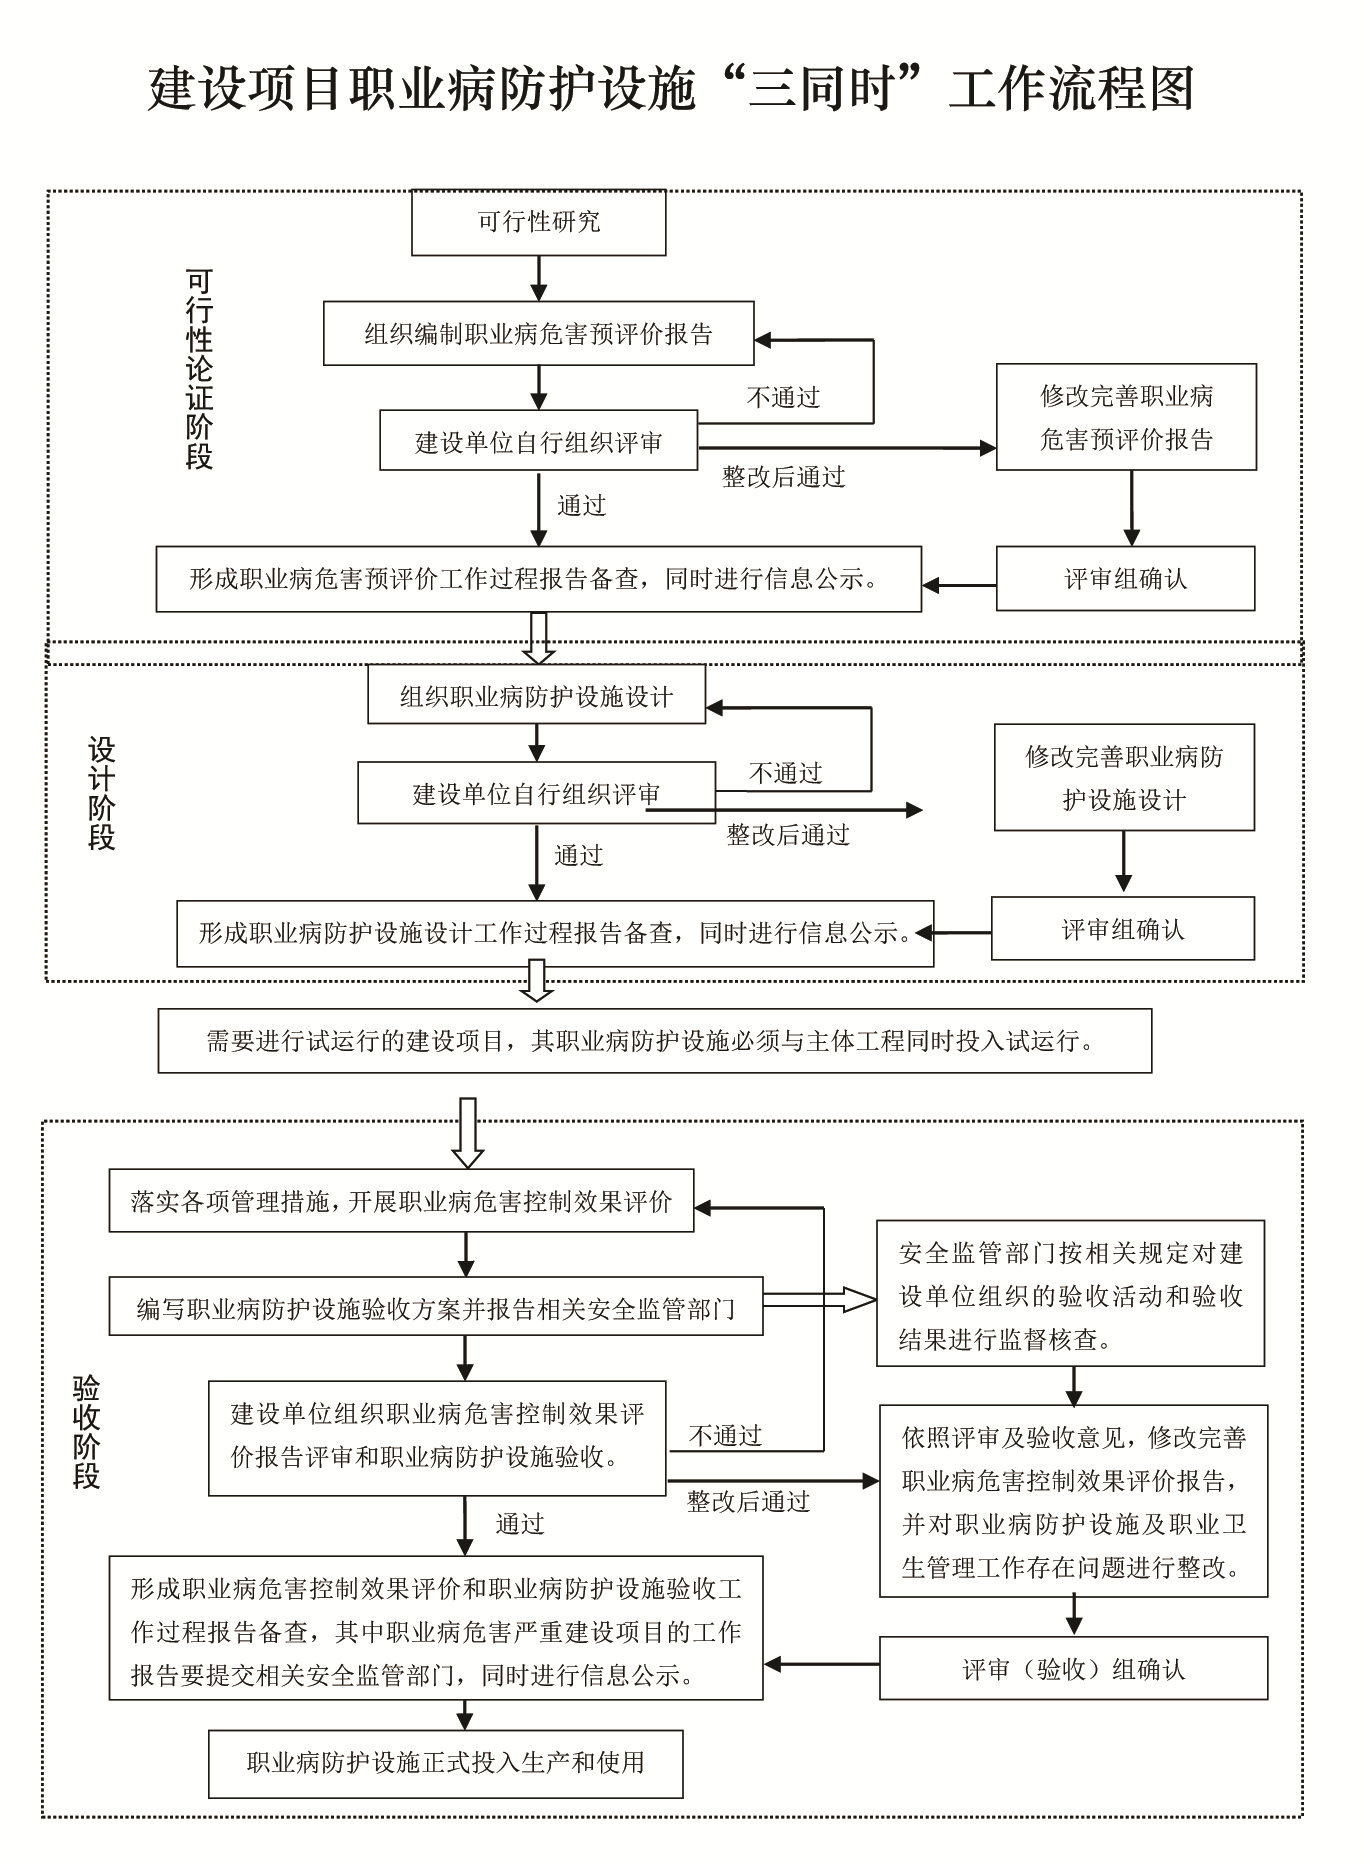 建设项目职业病防护设施“三同时”工作流程图
可行性研究
可行性论证阶段
组织编制职业病危害预评价报告
不通过
修改完善职业病
危害预评价报告
建设单位自行组织评审
整改后通过
通过
形成职业病危害预评价工作过程报告备查，同时进行信息公示。
评审组确认
组织职业病防护设施设计
设计阶段
不通过
修改完善职业病防
护设施设计
建设单位自行组织评审
整改后通过
通过
形成职业病防护设施设计工作过程报告备查，同时进行信息公示。
评审组确认
需要进行试运行的建设项目，其职业病防护设施必须与主体工程同时投入试运行。
落实各项管理措施，开展职业病危害控制效果评价
安全监管部门按相关规定对建
设单位组织的验收活动和验收
结果进行监督核查。
编写职业病防护设施验收方案并报告相关安全监管部门
验收阶段
建设单位组织职业病危害控制效果评
价报告评审和职业病防护设施验收。
不通过
整改后通过
依照评审及验收意见，修改完善
职业病危害控制效果评价报告，
并对职业病防护设施及职业卫
生管理工作存在问题进行整改。
通过
形成职业病危害控制效果评价和职业病防护设施验收工
作过程报告备查，其中职业病危害严重建设项目的工作
报告要提交相关安全监管部门，同时进行信息公示。
评审（验收）组确认
职业病防护设施正式投入生产和使用